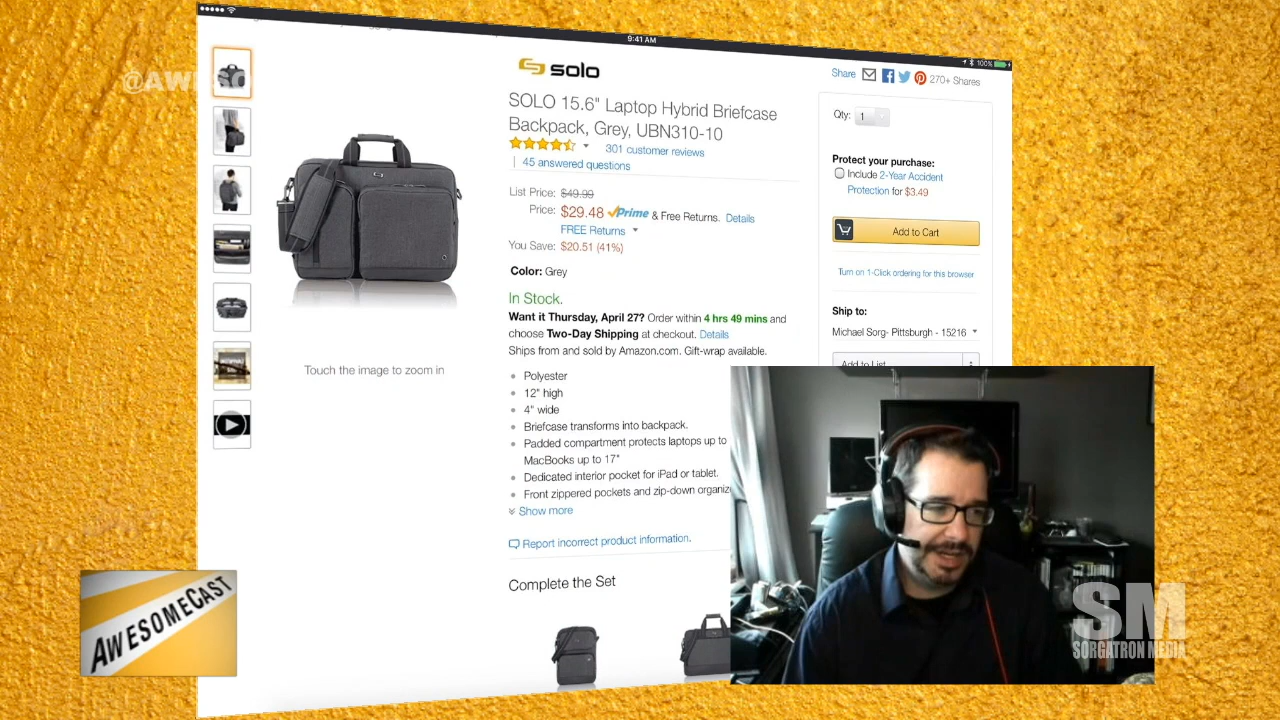 9:41 AM
100%
@AWESO
solo
SOLO 15.6" Laptop Hybrid Briefcase
Backpack, Grey, UBN310-10
301 customer reviews
45 answered questions
List Price: $49.99
Price: $29.48 Prime & Free Returns. Details
FREE Returns
You Save: $20.51 (41%)
Color: Grey
In Stock.
Want it Thursday, April 27? Order within 4 hrs 49 mins and
choose Two-Day Shipping at checkout. Details
Ships from and sold by Amazon.com. Gift-wrap available.
Polyester
12" high
4" wide
Briefcase transforms into backpack.
Padded compartment protects laptops up to
MacBooks up to 17"
Dedicated interior pocket for iPad or tablet.
Front zippered pockets and zip-down organiz
Show more
Report incorrect product information.
Complete the Set
Touch the image to zoom in
Share 270+ Shares
Qty: 1
Protect your purchase:
Include 2-Year Accident
Protection for $3.49
Add to Cart
Turn on 1-Click ordering for this browser
Ship to:
Michael Sorg- Pittsburgh - 15216
Add to List
AWESOMECAST
SM
SORGATRON MEDIA